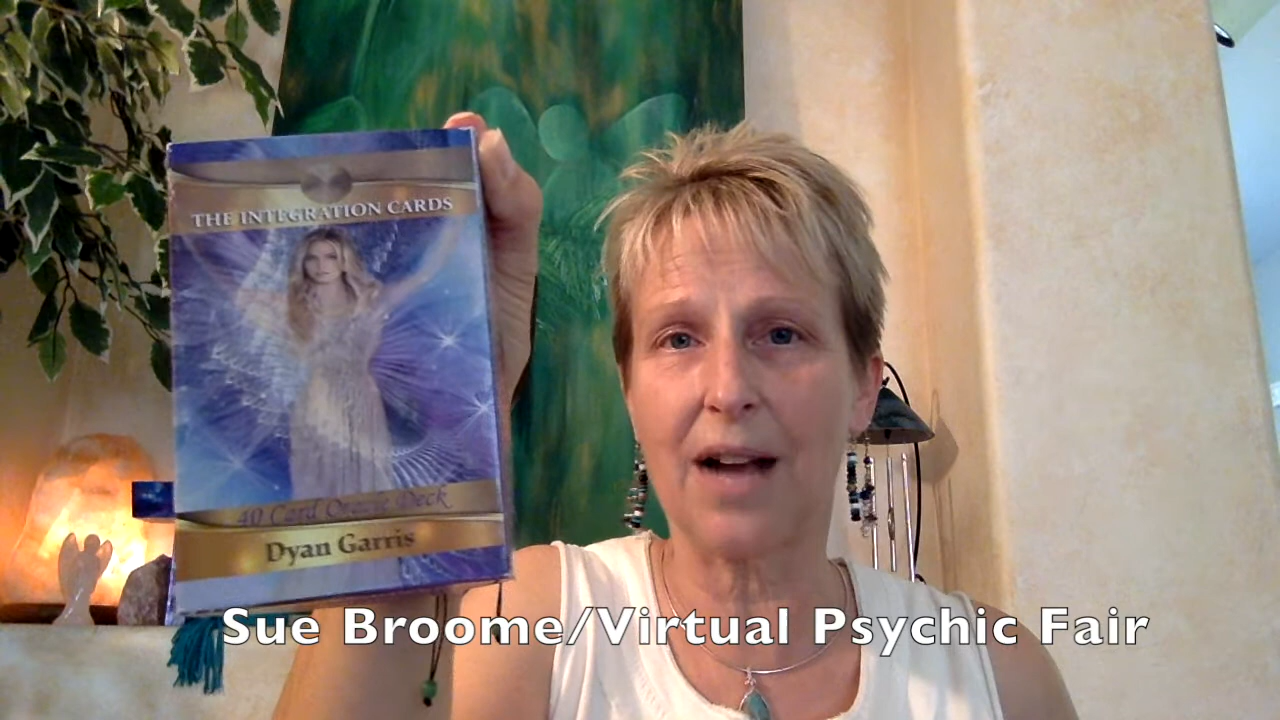 THE INTEGRATION CARDS
40 Card Oracle Deck
Dyan Garris
Sue Broome/Virtual Psychic Fair